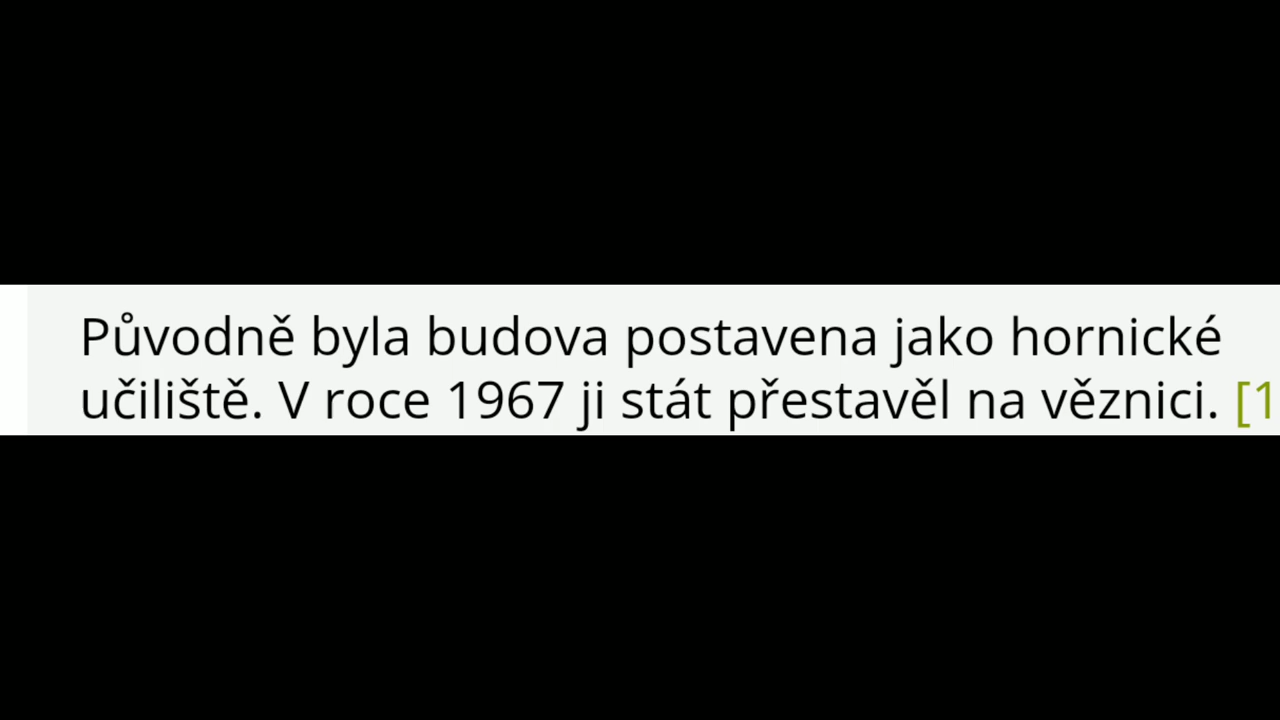 Původně byla budova postavena jako hornické
učiliště. V roce 1967 ji stát přestavěl na věznici. [1